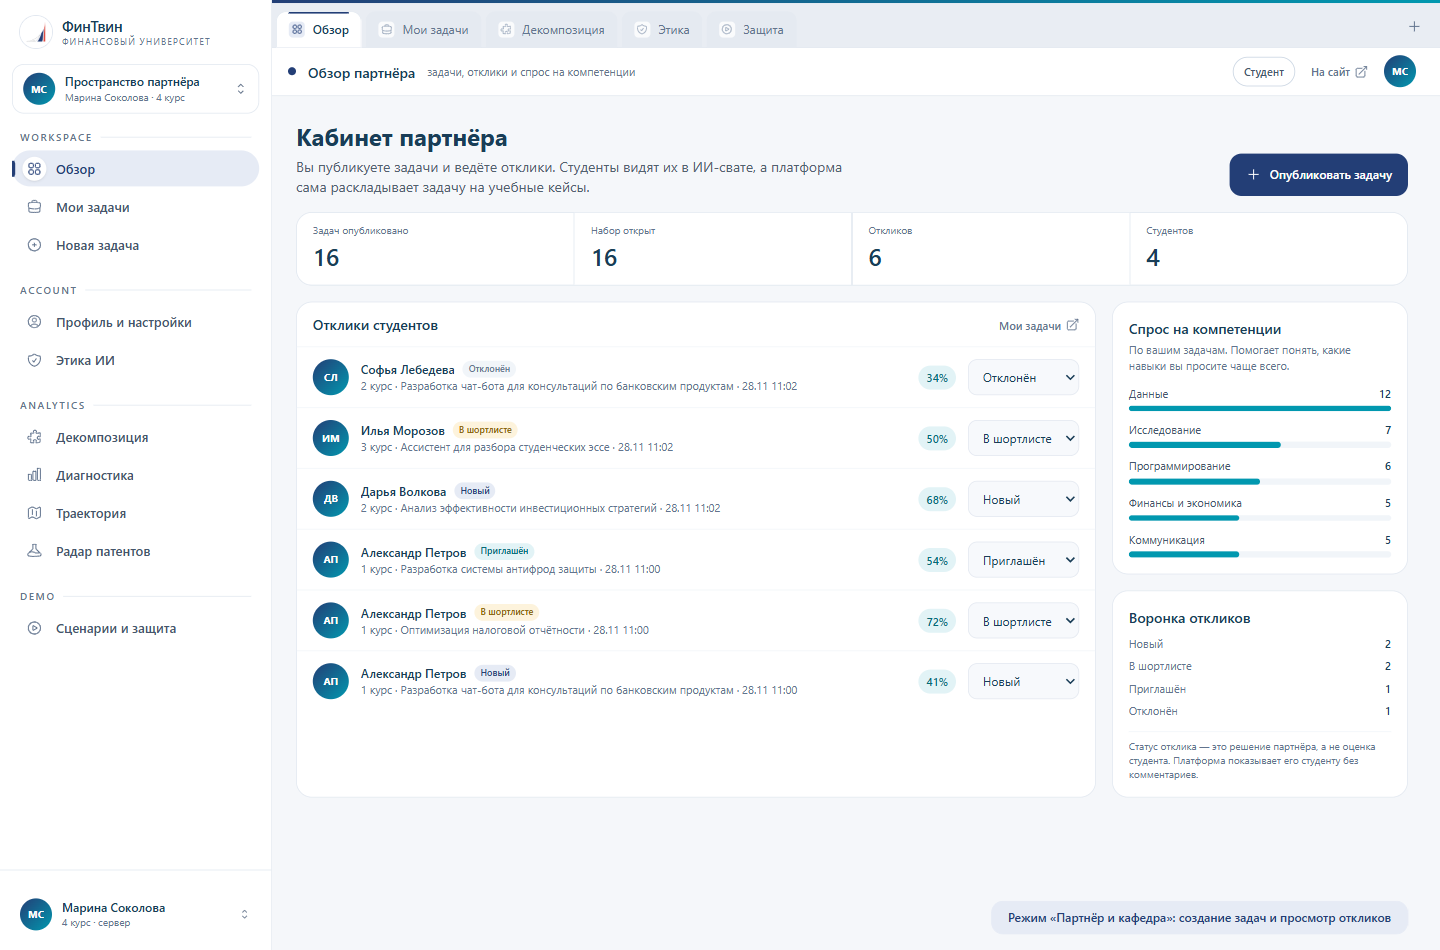 ФинТвин
ФИНАНСОВЫЙ УНИВЕРСИТЕТ
МС
Пространство партнёра
Марина Соколова · 4 курс
WORKSPACE
Обзор
Мои задачи
Новая задача
ACCOUNT
Профиль и настройки
Этика ИИ
ANALYTICS
Декомпозиция
Диагностика
Траектория
Радар патентов
DEMO
Сценарии и защита
МС
Марина Соколова
4 курс · сервер
Обзор
Мои задачи
Декомпозиция
Этика
Защита
Обзор партнёра
задачи, отклики и спрос на компетенции
Студент
На сайт
МС
Кабинет партнёра
Вы публикуете задачи и ведёте отклики. Студенты видят их в ИИ-свате, а платформа
сама раскладывает задачу на учебные кейсы.
Опубликовать задачу
Задач опубликовано
16
Набор открыт
16
Откликов
6
Студентов
4
Отклики студентов
Мои задачи
СЛ
Софья Лебедева
Отклонён
2 курс · Разработка чат-бота для консультаций по банковским продуктам · 28.11 11:02
34%
Отклонён
ИМ
Илья Морозов
В шортлисте
3 курс · Ассистент для разбора студенческих эссе · 28.11 11:02
50%
В шортлисте
ДВ
Дарья Волкова
Новый
2 курс · Анализ эффективности инвестиционных стратегий · 28.11 11:02
68%
Новый
АП
Александр Петров
Приглашён
1 курс · Разработка системы антифрод защиты · 28.11 11:00
54%
Приглашён
АП
Александр Петров
В шортлисте
1 курс · Оптимизация налоговой отчётности · 28.11 11:00
72%
В шортлисте
АП
Александр Петров
Новый
1 курс · Разработка чат-бота для консультаций по банковским продуктам · 28.11 11:00
41%
Новый
Спрос на компетенции
По вашим задачам. Помогает понять, какие
навыки вы просите чаще всего.
Данные 12
Исследование 7
Программирование 6
Финансы и экономика 5
Коммуникация 5
Воронка откликов
Новый 2
В шортлисте 2
Приглашён 1
Отклонён 1
Статус отклика — это решение партнёра, а не оценка
студента. Платформа показывает его студенту без
комментариев.
Режим «Партнёр и кафедра»: создание задач и просмотр откликов